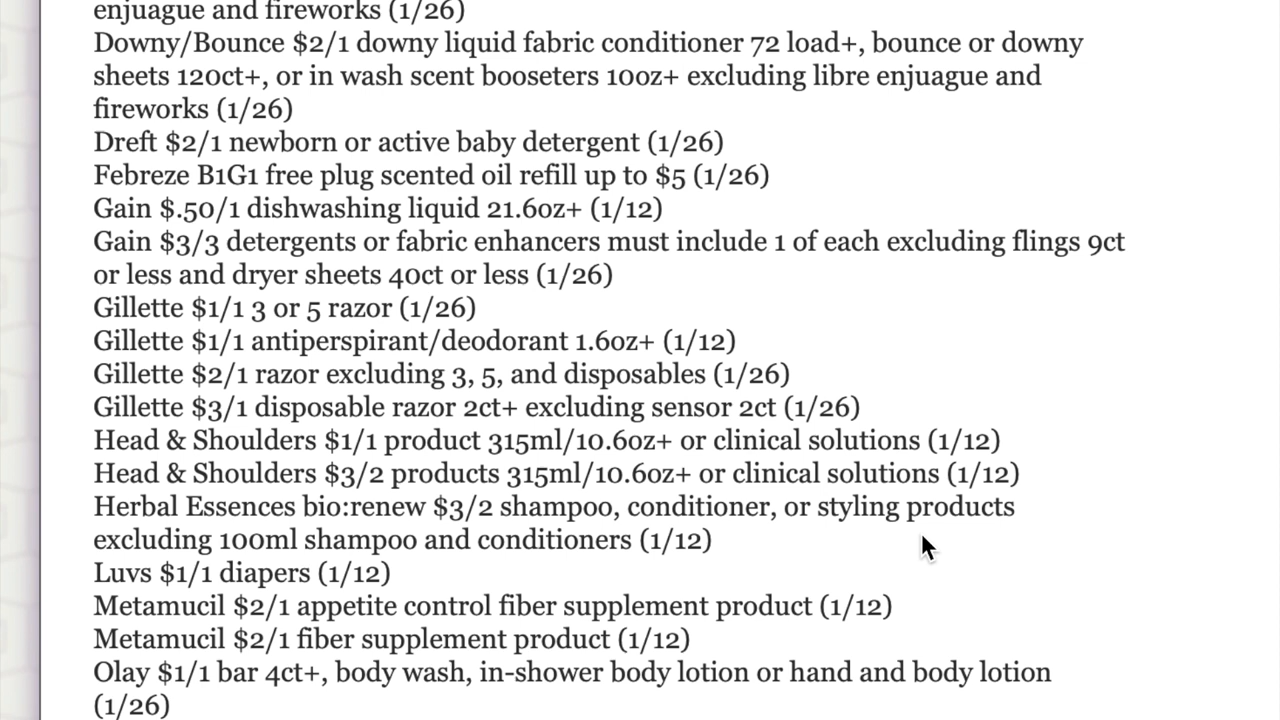 enjuague and fireworks (1/26)
Downy/Bounce $2/1 downy liquid fabric conditioner 72 load+, bounce or downy
sheets 120ct+, or in wash scent booseters 10oz+ excluding libre enjuague and
fireworks (1/26)
Dreft $2/1 newborn or active baby detergent (1/26)
Febreze B1G1 free plug scented oil refill up to $5 (1/26)
Gain $.50/1 dishwashing liquid 21.6oz+ (1/12)
Gain $3/3 detergents or fabric enhancers must include 1 of each excluding flings 9ct
or less and dryer sheets 40ct or less (1/26)
Gillette $1/1 3 or 5 razor (1/26)
Gillette $1/1 antiperspirant/deodorant 1.6oz+ (1/12)
Gillette $2/1 razor excluding 3, 5, and disposables (1/26)
Gillette $3/1 disposable razor 2ct+ excluding sensor 2ct (1/26)
Head & Shoulders $1/1 product 315ml/10.6oz+ or clinical solutions (1/12)
Head & Shoulders $3/2 products 315ml/10.6oz+ or clinical solutions (1/12)
Herbal Essences bio:renew $3/2 shampoo, conditioner, or styling products
excluding 100ml shampoo and conditioners (1/12)
Luvs $1/1 diapers (1/12)
Metamucil $2/1 appetite control fiber supplement product (1/12)
Metamucil $2/1 fiber supplement product (1/12)
Olay $1/1 bar 4ct+, body wash, in-shower body lotion or hand and body lotion
(1/26)